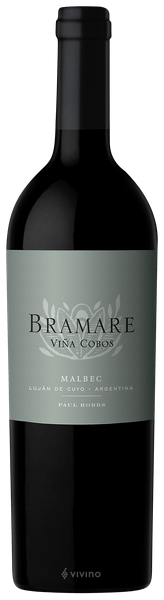 BRAMARE
VIÑA COBOS
MALBEC
LUJÁN DE CUYO - ARGENTINA
PAUL HOBBS
VIVINO